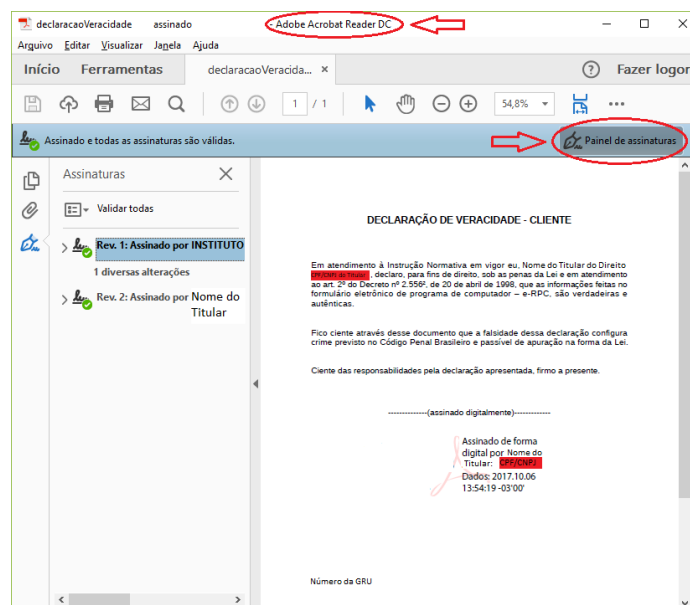 declaracaoVeracidade assinado - Adobe Acrobat Reader DC
Arquivo Editar Visualizar Janela Ajuda
Início Ferramentas declaracaoVeracida... × ? Fazer logon
1 / 1 54,8%
Assinado e todas as assinaturas são válidas. Painel de assinaturas
Assinaturas
Validar todas
Rev. 1: Assinado por INSTITUTO
1 diversas alterações
Rev. 2: Assinado por Nome do
Titular
DECLARAÇÃO DE VERACIDADE - CLIENTE
Em atendimento à Instrução Normativa em vigor eu, Nome do Titular do Direito
CPF/CNPJ do Titular , declaro, para fins de direito, sob as penas da Lei e em atendimento
ao art. 2º do Decreto nº 2.556², de 20 de abril de 1998, que as informações feitas no
formulário eletrônico de programa de computador – e-RPC, são verdadeiras e
autênticas.
Fico ciente através desse documento que a falsidade dessa declaração configura
crime previsto no Código Penal Brasileiro e passível de apuração na forma da Lei.
Ciente das responsabilidades pela declaração apresentada, firmo a presente.
--------------(assinado digitalmente)-------------
Assinado de forma
digital por Nome do
Titular: CPF/CNPJ
Dados: 2017.10.06
13:54:19 -03'00'
Número da GRU